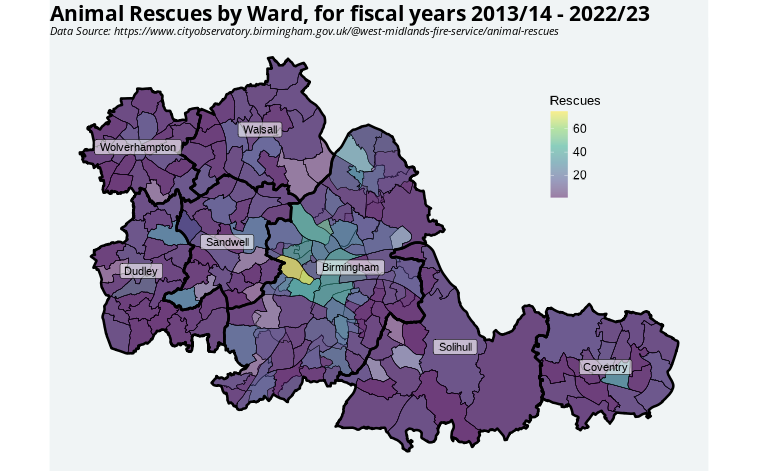 Animal Rescues by Ward, for fiscal years 2013/14 - 2022/23
Data Source: https://www.cityobservatory.birmingham.gov.uk/@west-midlands-fire-service/animal-rescues
Rescues
60
40
20
Walsall
Wolverhampton
Sandwell
Birmingham
Dudley
Solihull
Coventry